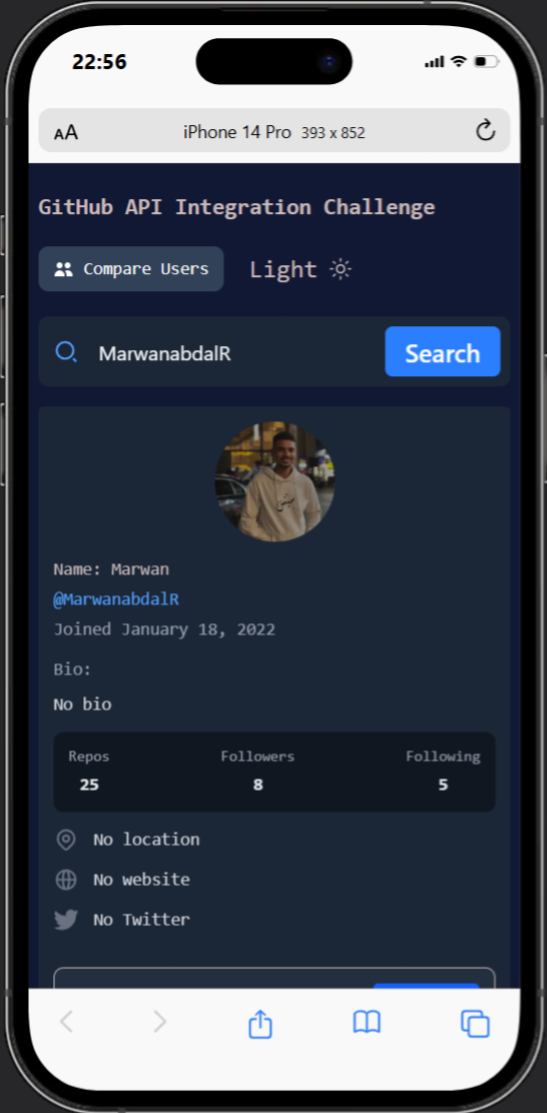 22:56
AA iPhone 14 Pro 393 x 852
GitHub API Integration Challenge
Compare Users Light
MarwanabdalR Search
Name: Marwan
@MarwanabdalR
Joined January 18, 2022
Bio:
No bio
Repos Followers Following
25 8 5
No location
No website
No Twitter